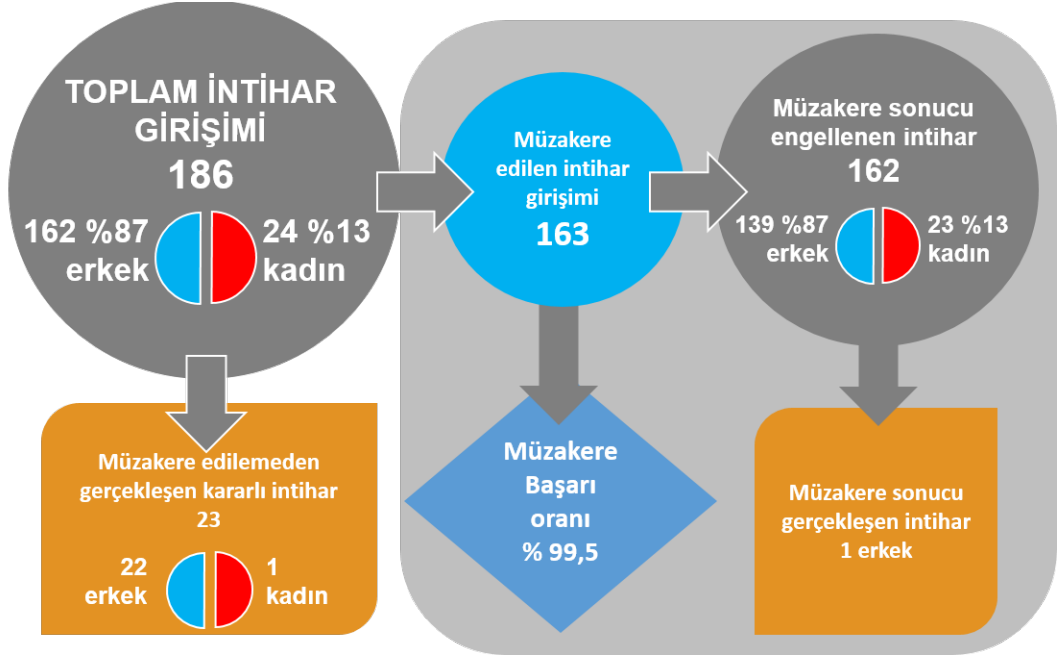 TOPLAM İNTİHAR
GİRİŞİMİ
186
162 %87
erkek
24 %13
kadın
Müzakere
edilen intihar
girişimi
163
Müzakere sonucu
engellenen intihar
162
139 %87
erkek
23 %13
kadın
Müzakere edilemeden
gerçekleşen kararlı intihar
23
22
erkek
1
kadın
Müzakere
Başarı
oranı
% 99,5
Müzakere sonucu
gerçekleşen intihar
1 erkek